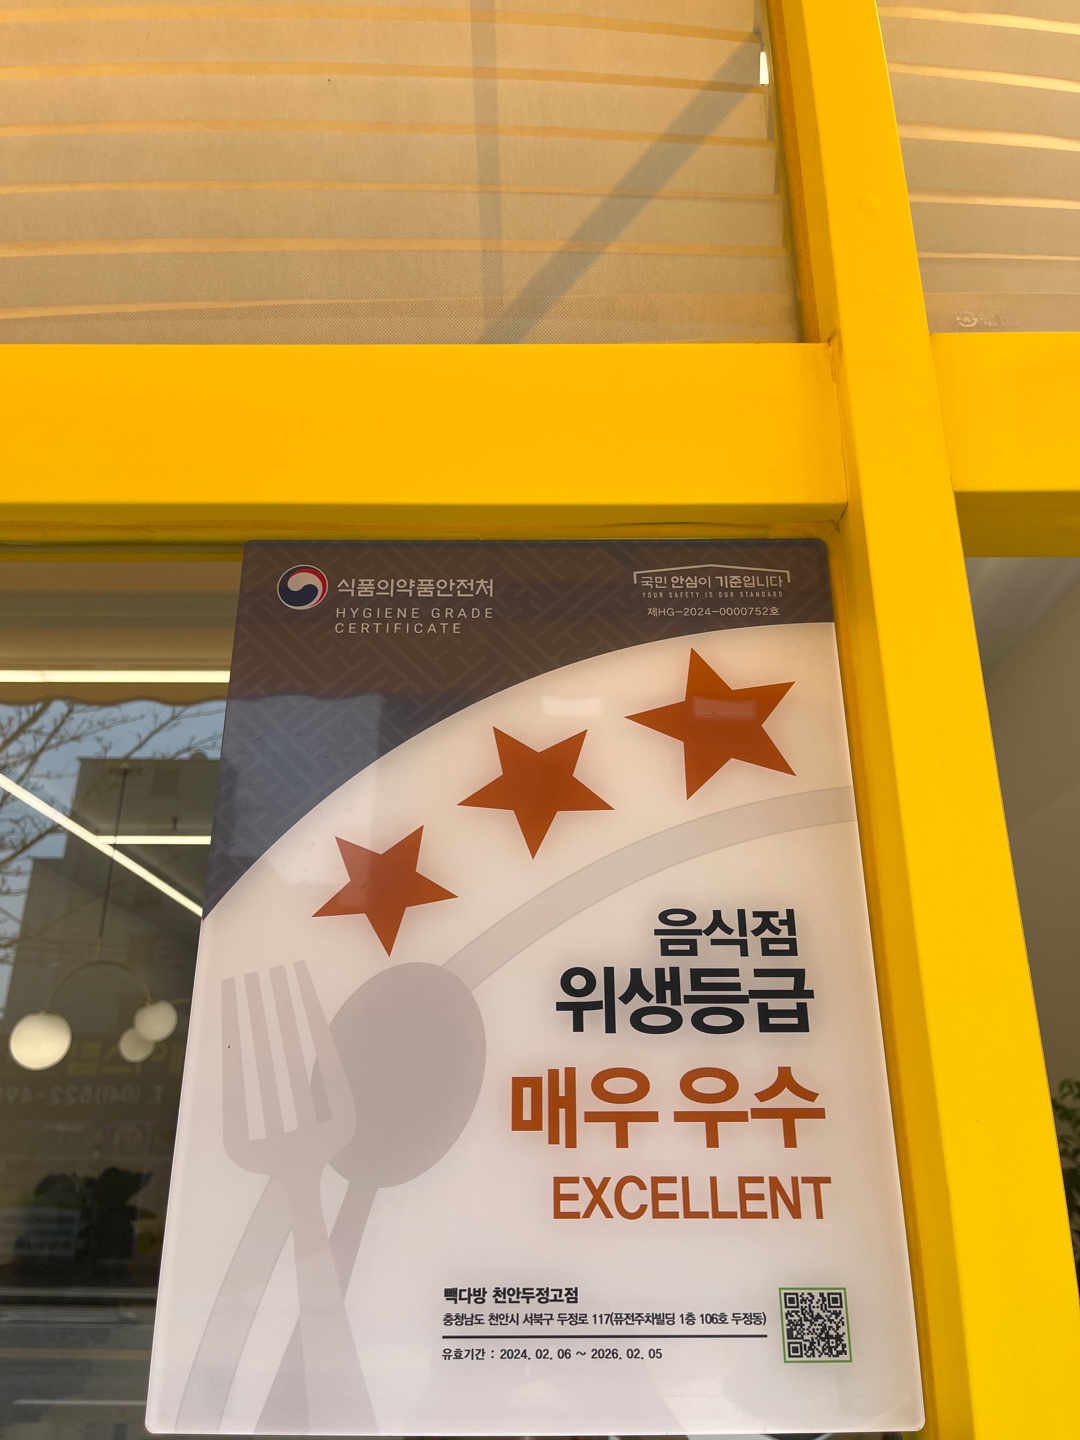 식품의약품안전처
HYGIENE GRADE
CERTIFICATE
국민 안심이 기준입니다
YOUR SAFETY IS OUR STANDARD
제HG-2024-0000752호
음식점
위생등급
매우 우수
EXCELLENT
빽다방 천안두정고점
충청남도 천안시 서북구 두정로 117(퓨전주차빌딩 1층 106호 두정동)
유효기간 : 2024. 02. 06 ~ 2026. 02. 05